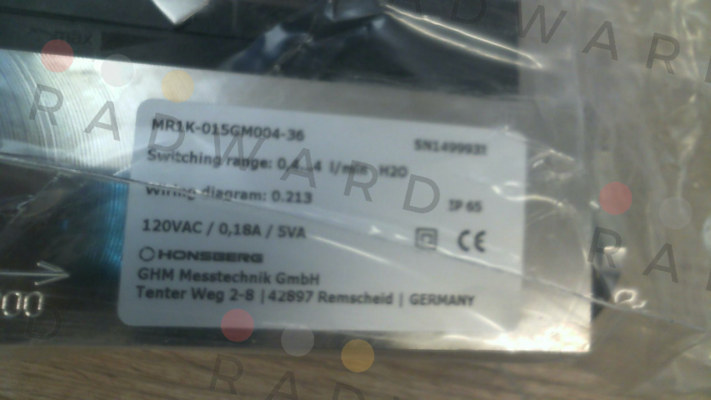 MR1K-015GM004-36
SN1499931
Switching range: 0,4..4 l/min H2O
Wiring diagram: 0.213
IP 65
120VAC / 0,18A / 5VA
CE
HONSBERG
GHM Messtechnik GmbH
Tenter Weg 2-8 | 42897 Remscheid | GERMANY
RADWARD
RADWARD